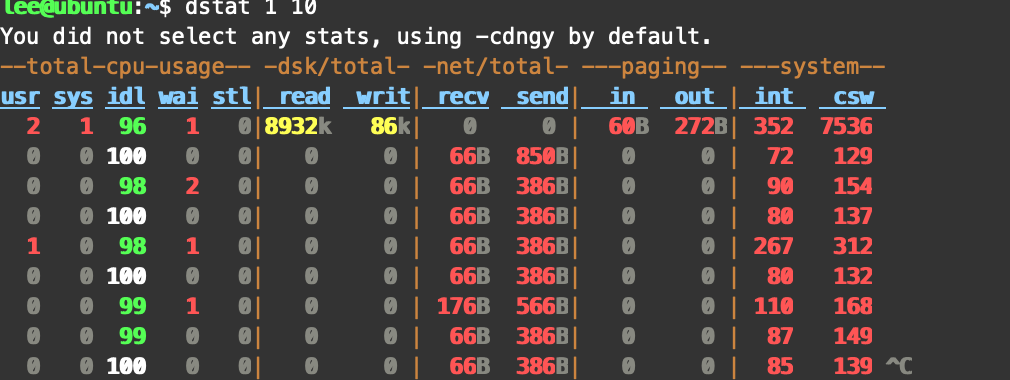 lee@ubuntu:~$ dstat 1 10
You did not select any stats, using -cdngy by default.
--total-cpu-usage-- -dsk/total- -net/total- ---paging-- ---system--
usr sys idl wai stl| read  writ| recv  send|  in   out | int   csw
  2   1  96   1   0|8932k   86k|   0     0 |  60B  272B| 352  7536
  0   0 100   0   0|   0     0 |  66B  850B|   0     0 |  72   129
  0   0  98   2   0|   0     0 |  66B  386B|   0     0 |  90   154
  0   0 100   0   0|   0     0 |  66B  386B|   0     0 |  80   137
  1   0  98   1   0|   0     0 |  66B  386B|   0     0 | 267   312
  0   0 100   0   0|   0     0 |  66B  386B|   0     0 |  80   132
  0   0  99   1   0|   0     0 | 176B  566B|   0     0 | 110   168
  0   0  99   0   0|   0     0 |  66B  386B|   0     0 |  87   149
  0   0 100   0   0|   0     0 |  66B  386B|   0     0 |  85   139 ^C